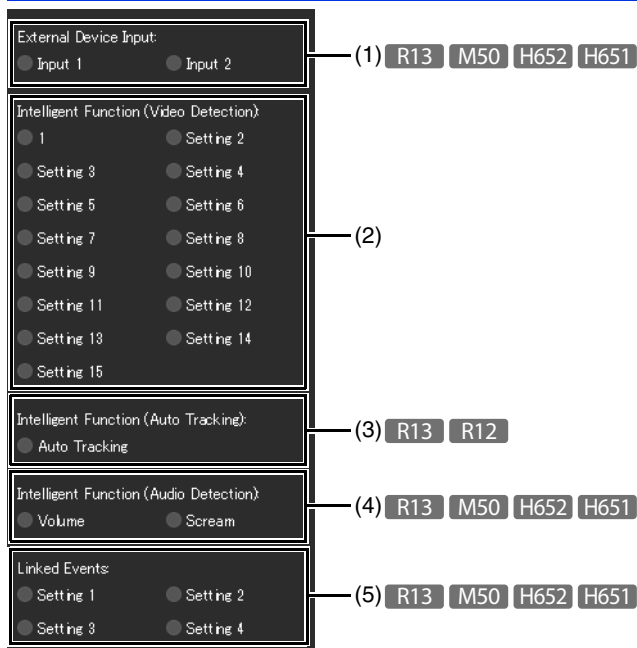 External Device Input:
Input 1 Input 2
(1) R13 M50 H652 H651
Intelligent Function (Video Detection):
1 Setting 2
Setting 3 Setting 4
Setting 5 Setting 6
Setting 7 Setting 8
(2)
Setting 9 Setting 10
Setting 11 Setting 12
Setting 13 Setting 14
Setting 15
Intelligent Function (Auto Tracking):
Auto Tracking
(3) R13 R12
Intelligent Function (Audio Detection):
Volume Scream
(4) R13 M50 H652 H651
Linked Events:
Setting 1 Setting 2
(5) R13 M50 H652 H651
Setting 3 Setting 4